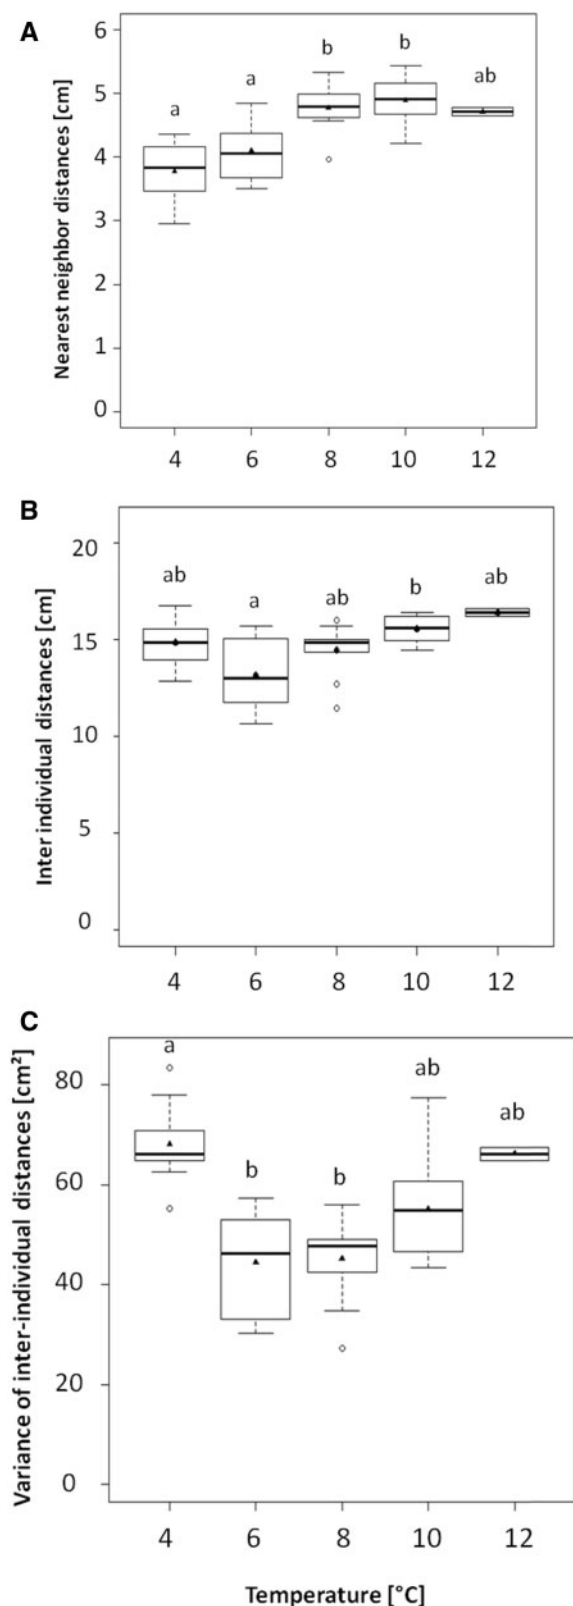 A
Nearest neighbor distances [cm]
6
5
4
3
2
1
0
a
a
b
b
ab
4 6 8 10 12
B
Inter individual distances [cm]
20
15
10
5
0
ab
a
ab
b
ab
4 6 8 10 12
C
Variance of inter-individual distances [cm²]
80
60
40
20
0
a
b
b
ab
ab
4 6 8 10 12
Temperature [°C]